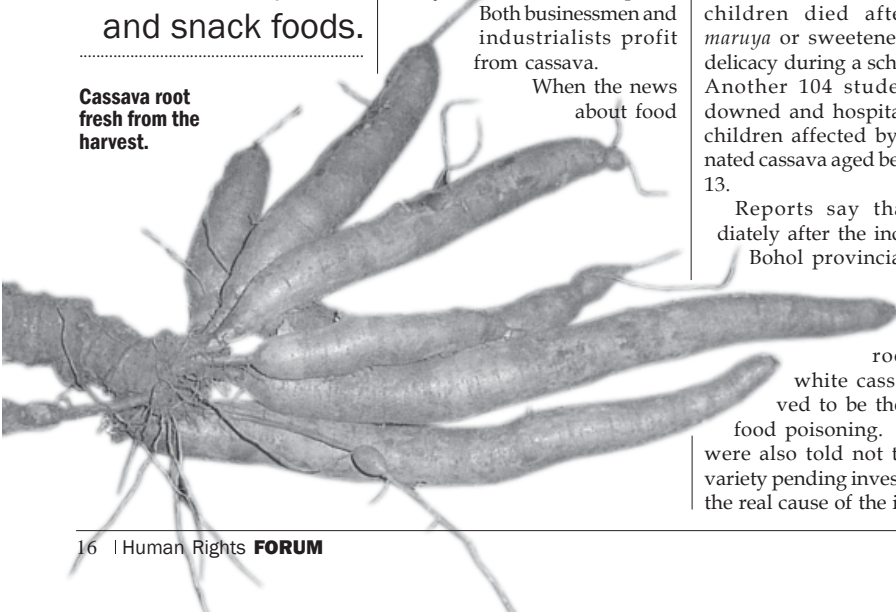 and snack foods.
Cassava root
fresh from the
harvest.
Both businessmen and
industrialists profit
from cassava.
When the news
about food
children died afte
maruya or sweetene
delicacy during a sch
Another 104 stude
downed and hospita
children affected by
nated cassava aged be
13.
Reports say tha
diately after the inc
Bohol provincia
roo
white cass
ved to be the
food poisoning.
were also told not t
variety pending inves
the real cause of the i
16 | Human Rights FORUM